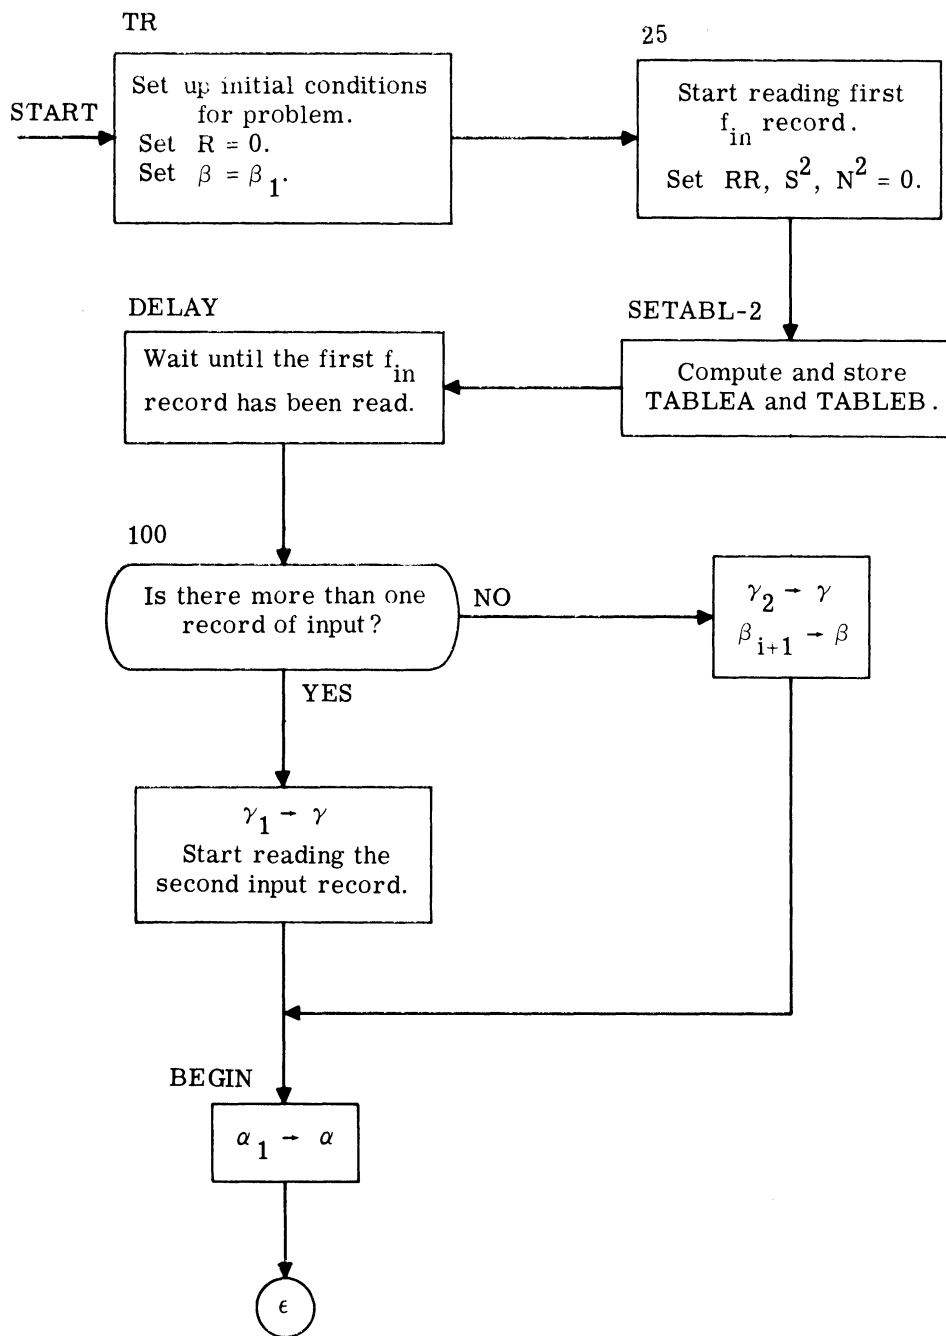 TR
START
Set up initial conditions
for problem.
Set R = 0.
Set β = β₁.
25
Start reading first
f_in record.
Set RR, S², N² = 0.
SETABL-2
Compute and store
TABLEA and TABLEB.
DELAY
Wait until the first f_in
record has been read.
100
Is there more than one
record of input?
NO
γ₂ → γ
β_i+1 → β
YES
γ₁ → γ
Start reading the
second input record.
BEGIN
α₁ → α
ϵ